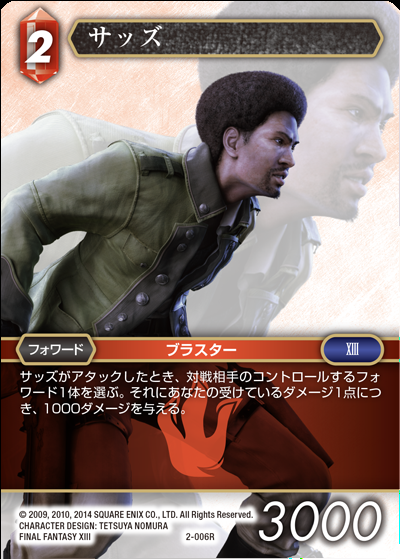 2
サッズ
フォワード
ブラスター
XIII
サッズがアタックしたとき、対戦相手のコントロールするフォ
ワード1体を選ぶ。それにあなたの受けているダメージ1点につ
き、1000ダメージを与える。
© 2009, 2010, 2014 SQUARE ENIX CO., LTD. All Rights Reserved.
CHARACTER DESIGN: TETSUYA NOMURA
FINAL FANTASY XIII
2-006R
3000